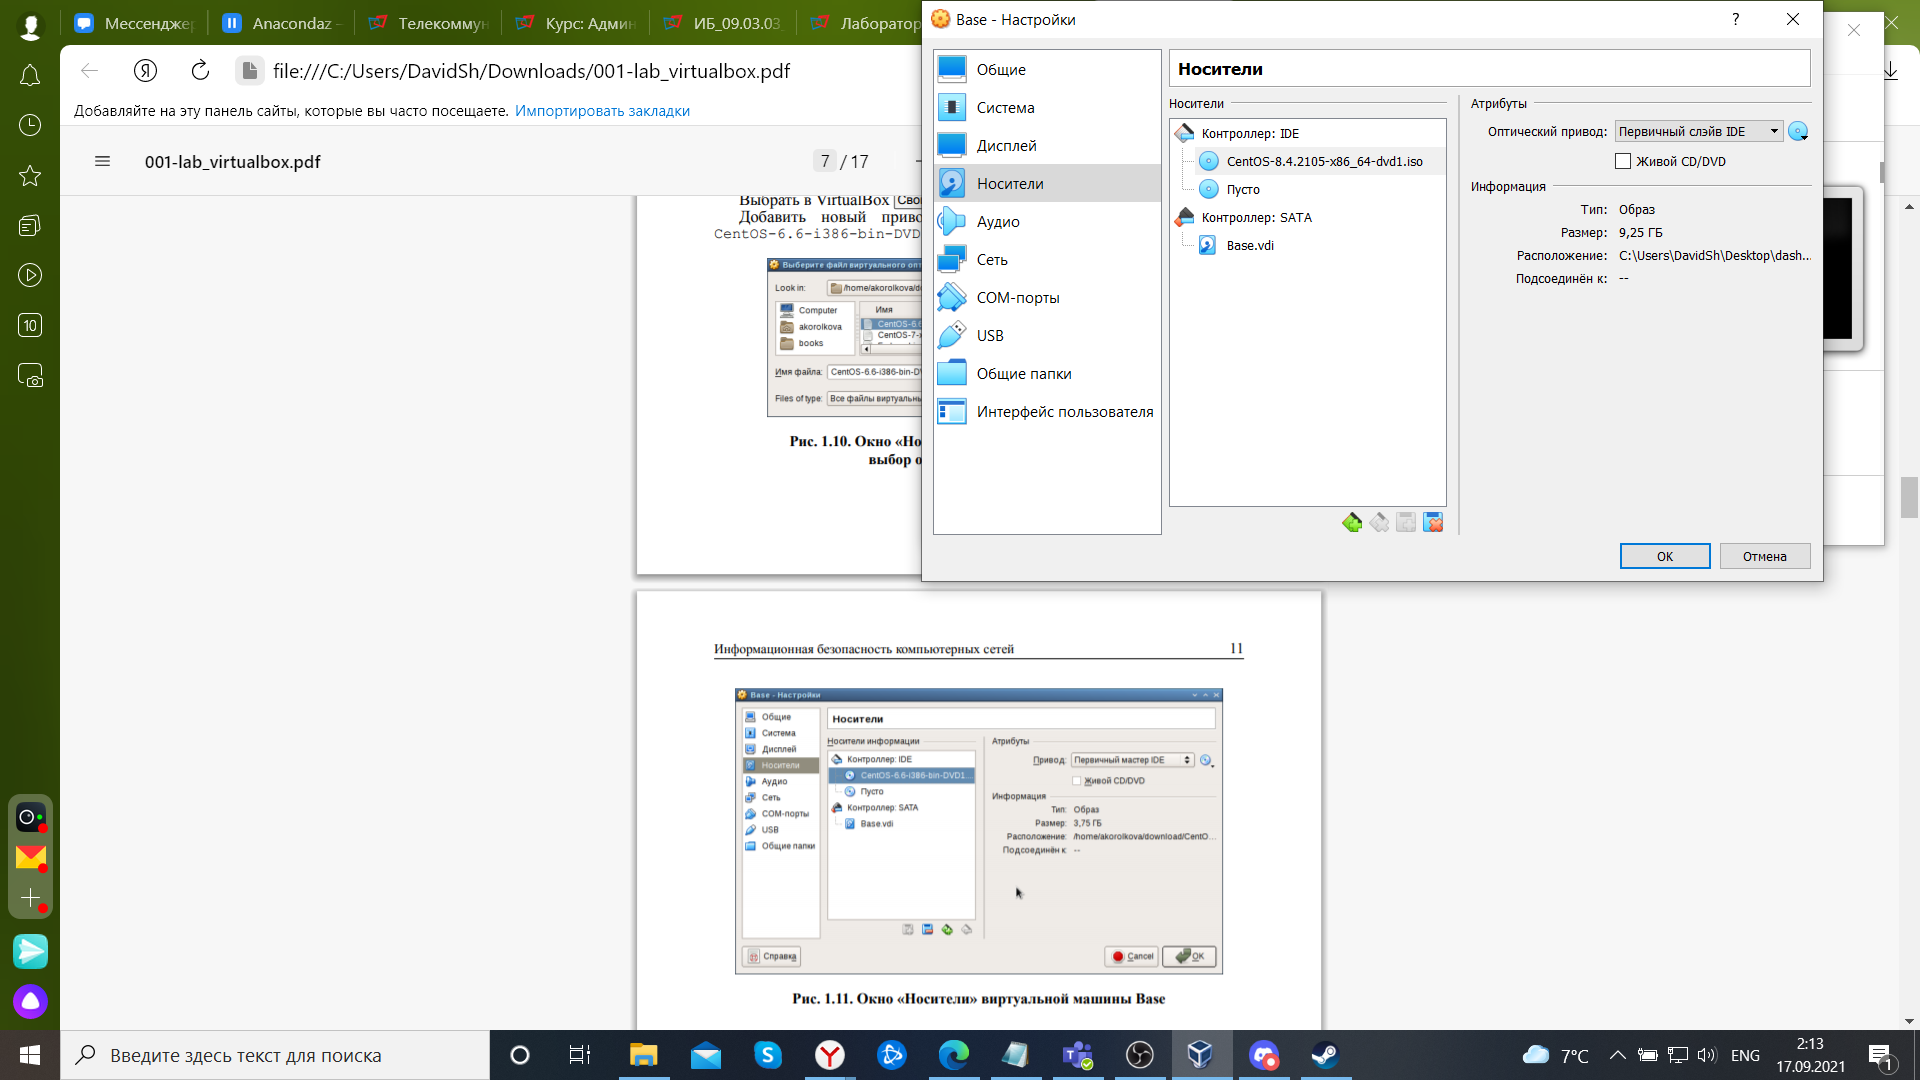 Мессендже
Anacondaz -
Телекоммун
Курс: Адми
ИБ_09.03.03
Лаборатор
file:///C:/Users/DavidSh/Downloads/001-lab_virtualbox.pdf
Добавляйте на эту панель сайты, которые вы часто посещаете. Импортировать закладки
001-lab_virtualbox.pdf
7 / 17
Выбрать в VirtualBox Сво
Добавить новый приво
CentOS-6.6-i386-bin-DVD
Выберите файл виртуального опт
Look in: /home/akorolkova/d
Computer
akorolkova
books
Имя
CentOS-6.6
CentOS-7-x
Имя файла: CentOS-6.6-i386-bin-DV
Files of type: Все файлы виртуальны
Рис. 1.10. Окно «Но
выбор о
Base - Настройки
?
Общие
Система
Дисплей
Носители
Аудио
Сеть
COM-порты
USB
Общие папки
Интерфейс пользователя
Носители
Носители
Контроллер: IDE
CentOS-8.4.2105-x86_64-dvd1.iso
Пусто
Контроллер: SATA
Base.vdi
Атрибуты
Оптический привод: Первичный слэйв IDE
Живой CD/DVD
Информация
Тип: Образ
Размер: 9,25 ГБ
Расположение: C:\Users\DavidSh\Desktop\dash...
Подсоединён к: --
OK
Отмена
Информационная безопасность компьютерных сетей 11
Base - Настройки
Общие
Система
Дисплей
Носители
Аудио
Сеть
COM-порты
USB
Общие папки
Носители
Носители информации
Контроллер: IDE
CentOS-6.6-i386-bin-DVD1...
Пусто
Контроллер: SATA
Base.vdi
Атрибуты
Привод: Первичный мастер IDE
Живой CD/DVD
Информация
Тип: Образ
Размер: 3,75 ГБ
Расположение: /home/akorolkova/download/CentO...
Подсоединён к: --
Справка
Cancel
OK
Рис. 1.11. Окно «Носители» виртуальной машины Base
10
Введите здесь текст для поиска
7°C
ENG
2:13
17.09.2021
1